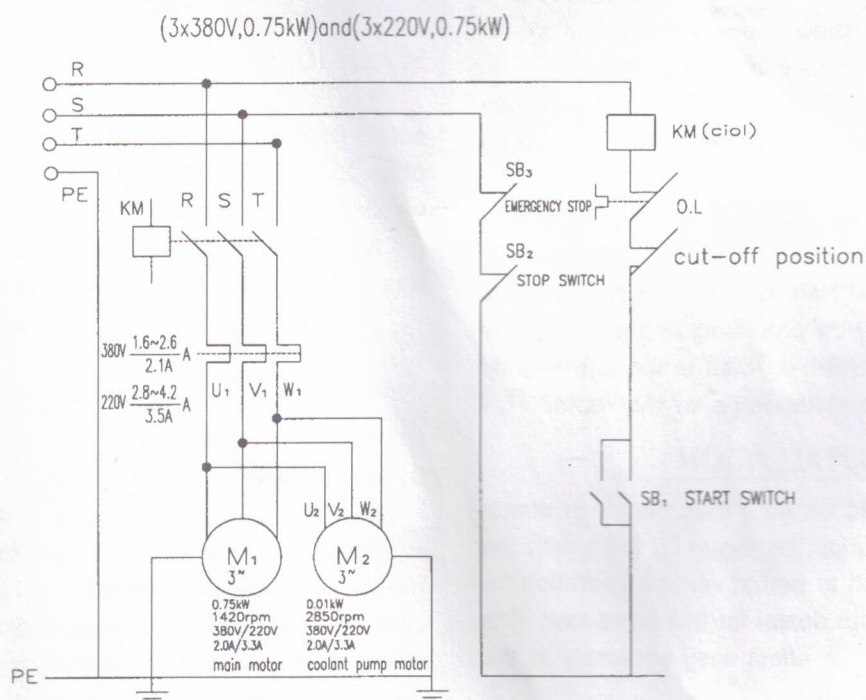 (3x380V,0.75kW)and(3x220V,0.75kW)
R
S
T
PE
KM (ciol)
SB3
EMERGENCY STOP
O.L
KM
R S T
SB2
STOP SWITCH
cut-off position
380V 1.6~2.6 / 2.1A A
220V 2.8~4.2 / 3.5A A
U1 V1 W1
SB1 START SWITCH
U2 V2 W2
M1
3~
M2
3~
0.75kW
1420rpm
380V/220V
2.0A/3.3A
main motor
0.01kW
2850rpm
380V/220V
2.0A/3.3A
coolant pump motor
PE